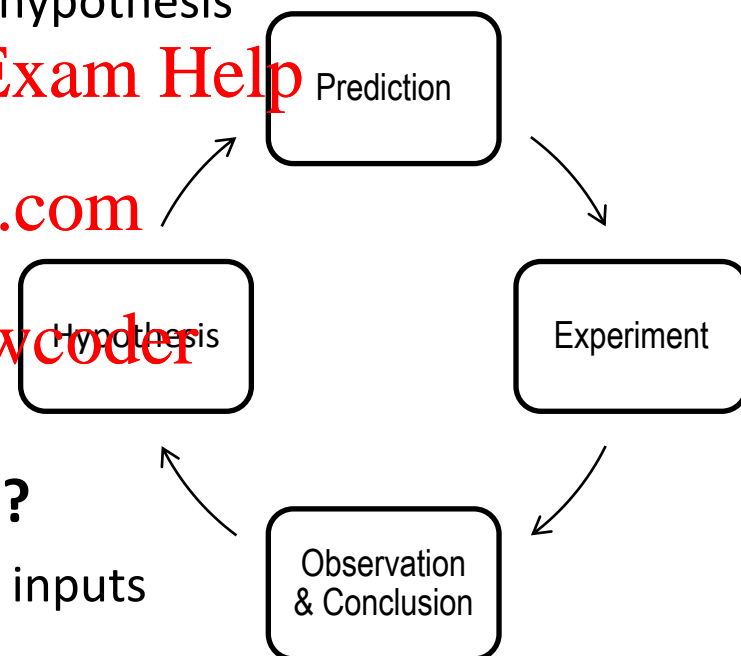 hypothesis
Exam Help
Prediction
.com
Hypothesis
wcoder
Experiment
?
inputs
Observation
& Conclusion